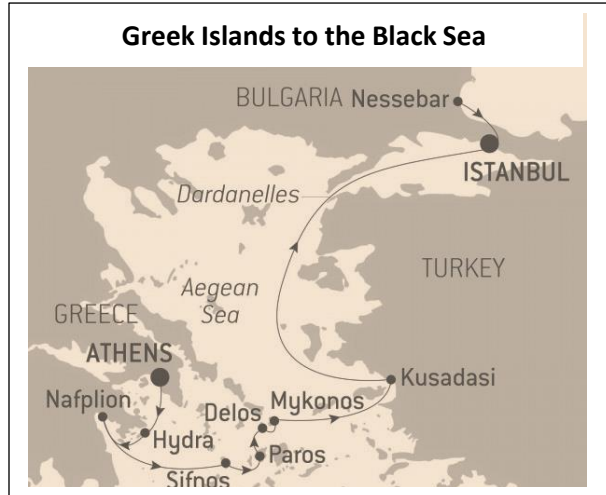 Greek Islands to the Black Sea
BULGARIA Nessebar
ISTANBUL
Dardanelles
TURKEY
Aegean
Sea
GREECE
ATHENS
Kusadasi
Nafplion
Mykonos
Delos
Hydra
Paros
Sifnos